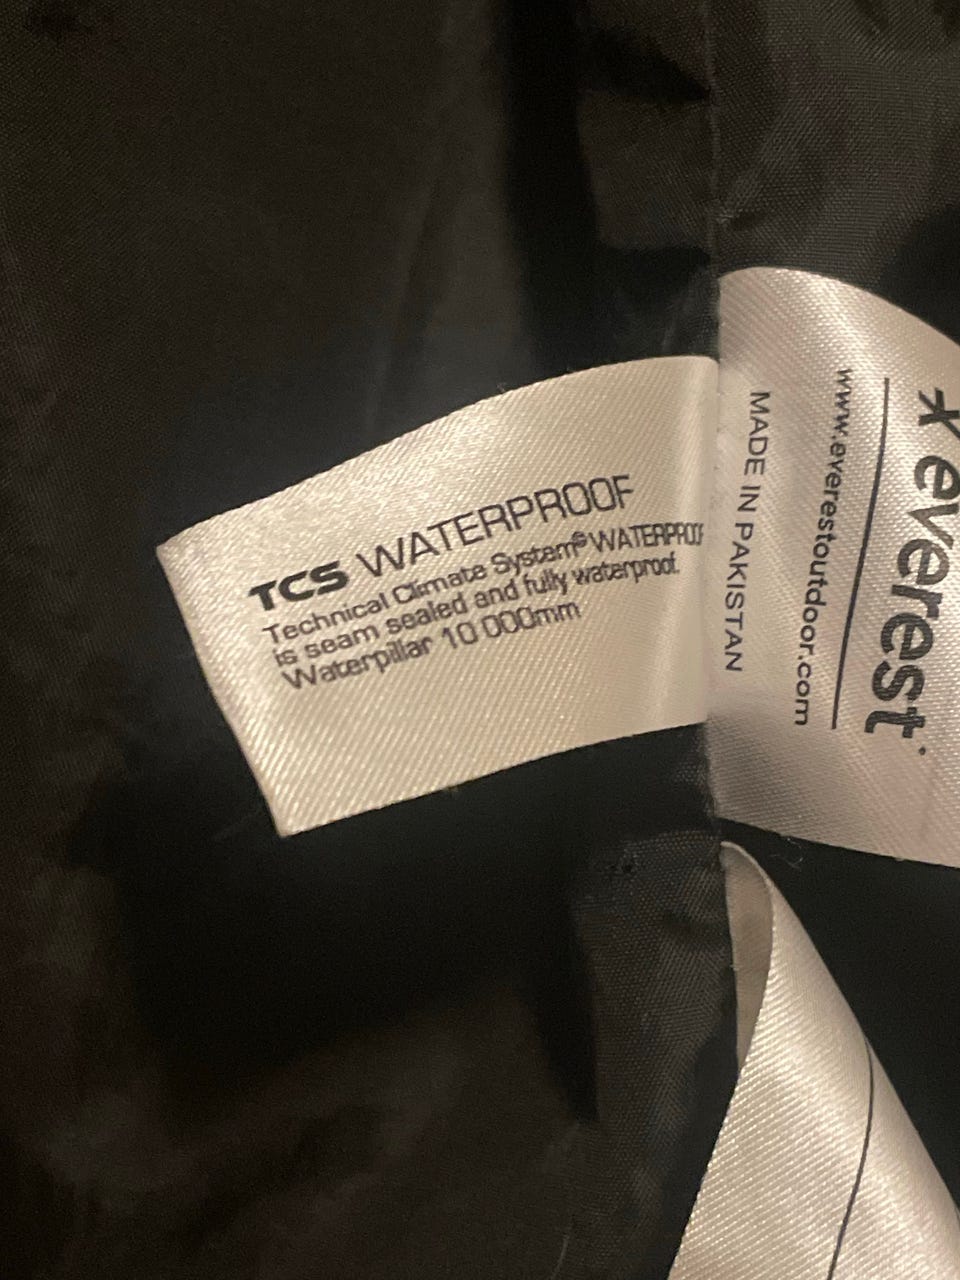 TCS WATERPROOF
Technical Climate System® WATERPROOF
is seam sealed and fully waterproof.
Waterpillar 10 000mm
MADE IN PAKISTAN
www.everestoutdoor.com
everest